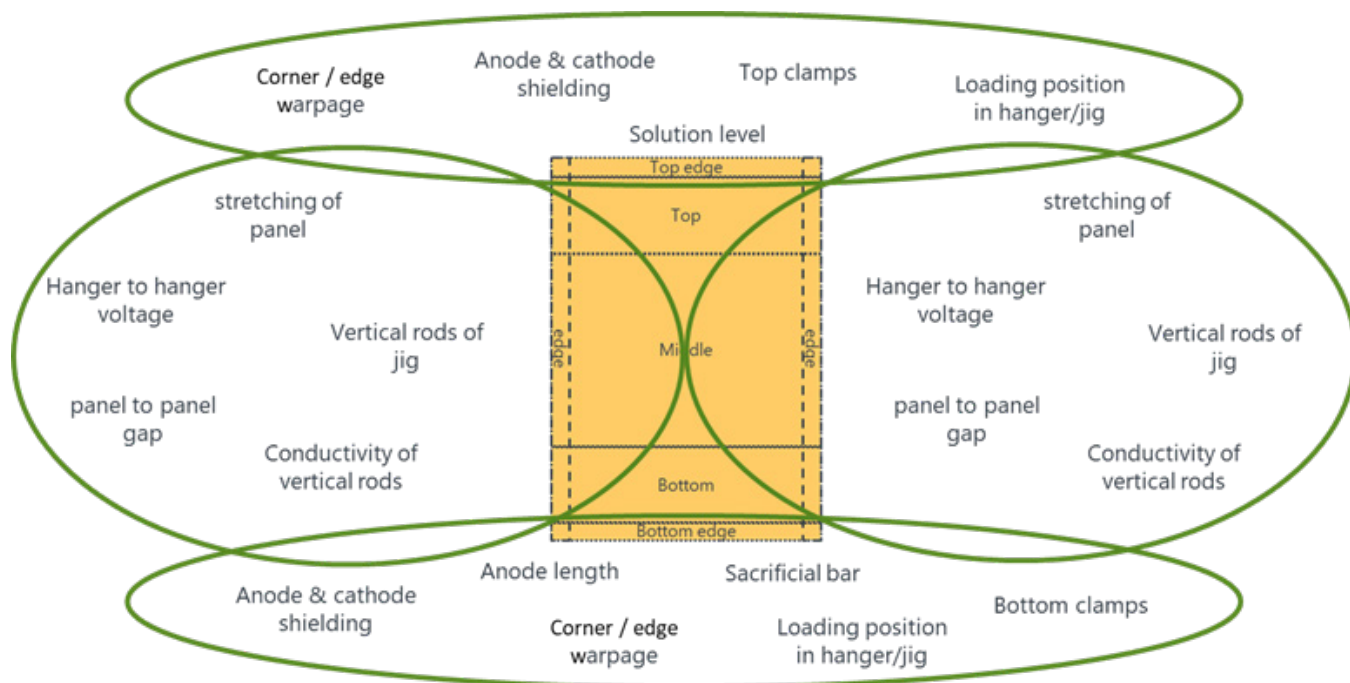 Corner / edge
warpage
Anode & cathode
shielding
Top clamps
Loading position
in hanger/jig
Solution level
Top edge
stretching of
panel
Top
stretching of
panel
Hanger to hanger
voltage
Hanger to hanger
voltage
Vertical rods of
jig
edge
Middle
edge
Vertical rods of
jig
panel to panel
gap
panel to panel
gap
Conductivity of
vertical rods
Bottom
Conductivity of
vertical rods
Bottom edge
Anode & cathode
shielding
Anode length
Sacrificial bar
Bottom clamps
Corner / edge
warpage
Loading position
in hanger/jig